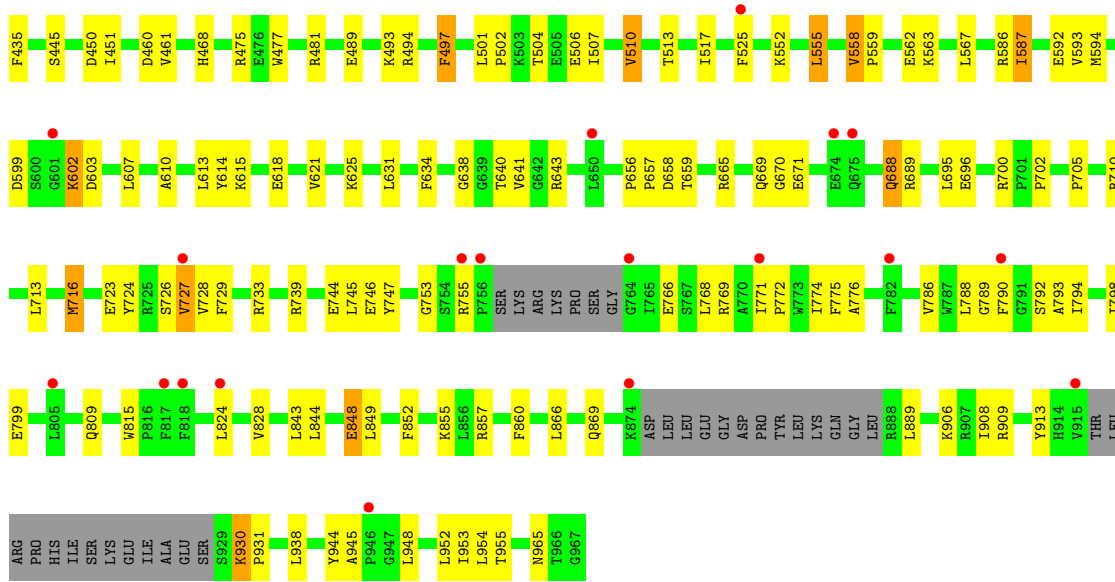 F435 S445 D450 I451 D460 V461 H468 R475 E476 W477 R481 E489 K493 R494 F497 L501 P502 K503 T504 E505 E506 I507 V510 T513 I517 F525 K552 L555 V558 P559 E562 K563 L567 R586 I587 E592 V593 M594
D599 S600 G601 K602 D603 L607 A610 L613 Y614 K615 E618 V621 K625 L631 F634 G638 G639 T640 V641 G642 R643 L650 P656 P657 D658 T659 R665 Q669 G670 E671 E674 Q675 Q688 R689 L695 E696 R700 P701 P702 P705
L713 M716 E723 Y724 R725 S726 V727 V728 F729 R733 R739 E744 L745 E746 Y747 G753 S754 R755 P756 SER LYS ARG LYS PRO SER GLY G764 I765 E766 S767 L768 R769 A770 I771 P772 W773 I774 F775 A776 F782 V786 W787 L788 G789 F790 G791 S792 A793 I794
E799 L805 Q809 W815 P816 F817 F818 L824 V828 L843 L844 E848 L849 F852 K855 L856 R857 F860 L866 Q869 K874 ASP LEU LEU GLU GLY ASP PRO TYR LEU LYS GLN GLY LEU R888 L889 K906 R907 I908 R909 Y913 H914 V915 THR LEU
ARG PRO HIS ILE SER LYS GLU ILE ALA GLU SER S929 K930 P931 L938 Y944 A945 P946 G947 L948 L952 I953 L954 T955 N965 T966 G967